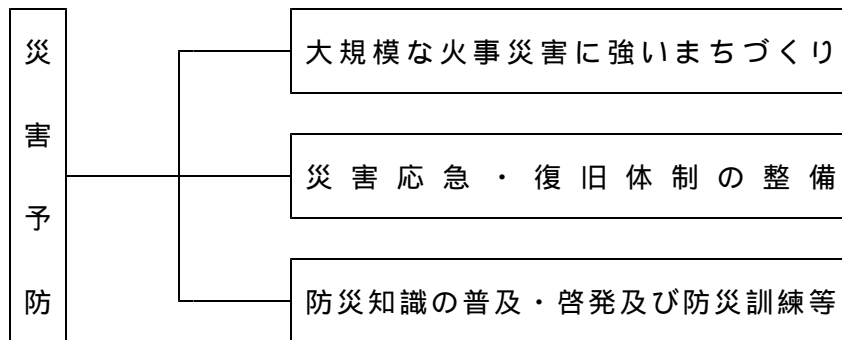 災害予防
大規模な火事災害に強いまちづくり
災害応急・復旧体制の整備
防災知識の普及・啓発及び防災訓練等